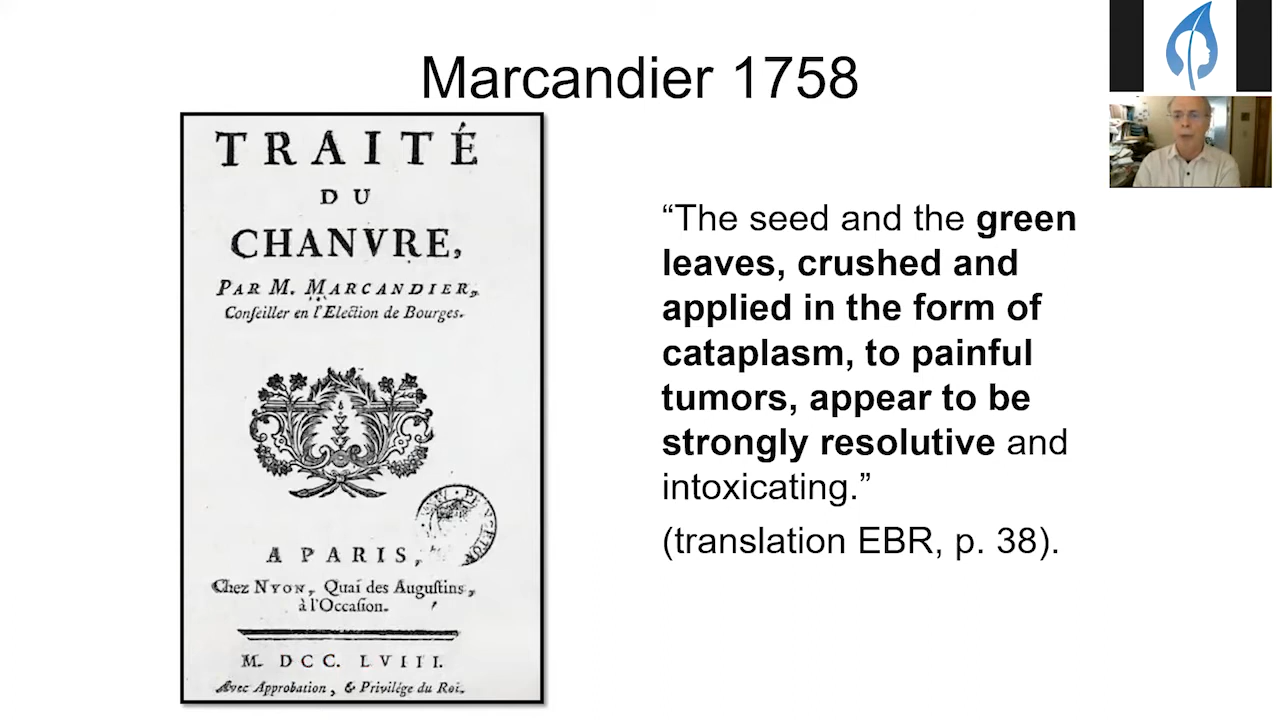 Marcandier 1758
TRAITÉ
DU
CHANVRE,
PAR M. MARCANDIER,
Conſeiller en l'Election de Bourges.
A PARIS,
Chez NYON, Quai des Auguſtins,
à l'Occaſion.
M. DCC. LVIII.
Avec Approbation, & Privilége du Roi.
“The seed and the green
leaves, crushed and
applied in the form of
cataplasm, to painful
tumors, appear to be
strongly resolutive and
intoxicating.”
(translation EBR, p. 38).